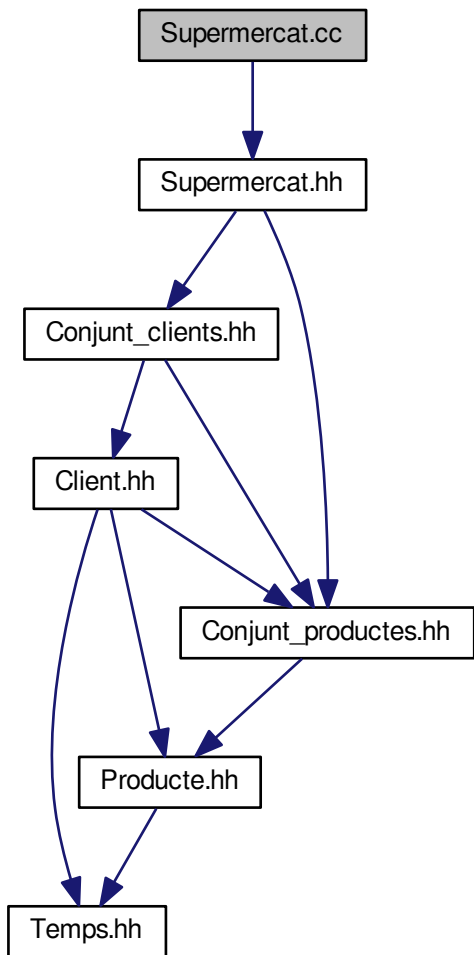 Supermercat.cc
Supermercat.hh
Conjunt_clients.hh
Client.hh
Conjunt_productes.hh
Producte.hh
Temps.hh